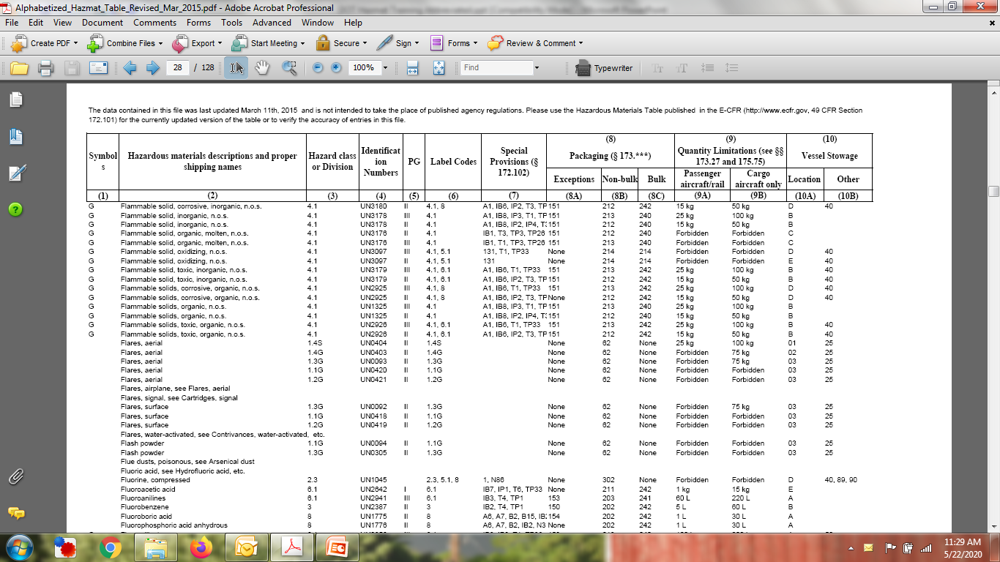 Alphabetized_Hazmat_Table_Revised_Mar_2015.pdf - Adobe Acrobat Professional
File Edit View Document Comments Forms Tools Advanced Window Help
Create PDF Combine Files Export Start Meeting Secure Sign Forms Review & Comment
28 / 128 100% Find Typewriter
The data contained in this file was last updated March 11th, 2015 and is not intended to take the place of published agency regulations. Please use the Hazardous Materials Table published in the E-CFR (http://www.ecfr.gov, 49 CFR Section
172.101) for the currently updated version of the table or to verify the accuracy of entries in this file.
Symbol s Hazardous materials descriptions and proper shipping names Hazard class or Division Identificat ion Numbers PG Label Codes Special Provisions (§ 172.102) (8) Packaging (§ 173.***) (9) Quantity Limitations (see §§ 173.27 and 175.75) (10) Vessel Stowage
Exceptions Non-bulk Bulk Passenger aircraft/rail Cargo aircraft only Location Other
(1) (2) (3) (4) (5) (6) (7) (8A) (8B) (8C) (9A) (9B) (10A) (10B)
G Flammable solid, corrosive, inorganic, n.o.s. 4.1 UN3180 II 4.1, 8 A1, IB6, IP2, T3, TP 151 212 242 15 kg 50 kg D 40
G Flammable solid, inorganic, n.o.s. 4.1 UN3178 III 4.1 A1, IB8, IP3, T1, TP 151 213 240 25 kg 100 kg B
G Flammable solid, inorganic, n.o.s. 4.1 UN3178 II 4.1 A1, IB8, IP2, IP4, T3 151 212 240 15 kg 50 kg B
G Flammable solid, organic, molten, n.o.s. 4.1 UN3176 II 4.1 IB1, T3, TP3, TP26 151 212 240 Forbidden Forbidden C
G Flammable solid, organic, molten, n.o.s. 4.1 UN3176 III 4.1 IB1, T1, TP3, TP26 151 213 240 Forbidden Forbidden C
G Flammable solid, oxidizing, n.o.s. 4.1 UN3097 III 4.1, 5.1 131, T1, TP33 None 214 214 Forbidden Forbidden D 40
G Flammable solid, oxidizing, n.o.s. 4.1 UN3097 II 4.1, 5.1 131 None 214 214 Forbidden Forbidden E 40
G Flammable solid, toxic, inorganic, n.o.s. 4.1 UN3179 III 4.1, 6.1 A1, IB6, T1, TP33 151 213 242 25 kg 100 kg B 40
G Flammable solid, toxic, inorganic, n.o.s. 4.1 UN3179 II 4.1, 6.1 A1, IB6, IP2, T3, TP 151 212 242 15 kg 50 kg B 40
G Flammable solids, corrosive, organic, n.o.s. 4.1 UN2925 III 4.1, 8 A1, IB6, T1, TP33 151 213 242 25 kg 100 kg D 40
G Flammable solids, corrosive, organic, n.o.s. 4.1 UN2925 II 4.1, 8 A1, IB6, IP2, T3, TP None 212 242 15 kg 50 kg D 40
G Flammable solids, organic, n.o.s. 4.1 UN1325 III 4.1 A1, IB8, IP3, T1, TP 151 213 240 25 kg 100 kg B
G Flammable solids, organic, n.o.s. 4.1 UN1325 II 4.1 A1, IB8, IP2, IP4, T3 151 212 240 15 kg 50 kg B
G Flammable solids, toxic, organic, n.o.s. 4.1 UN2926 III 4.1, 6.1 A1, IB6, T1, TP33 151 213 242 25 kg 100 kg B 40
G Flammable solids, toxic, organic, n.o.s. 4.1 UN2926 II 4.1, 6.1 A1, IB6, IP2, T3, TP 151 212 242 15 kg 50 kg B 40
Flares, aerial 1.4S UN0404 II 1.4S None 62 None 25 kg 100 kg 01 25
Flares, aerial 1.4G UN0403 II 1.4G None 62 None Forbidden 75 kg 02 25
Flares, aerial 1.3G UN0093 II 1.3G None 62 None Forbidden 75 kg 03 25
Flares, aerial 1.1G UN0420 II 1.1G None 62 None Forbidden Forbidden 03 25
Flares, aerial 1.2G UN0421 II 1.2G None 62 None Forbidden Forbidden 03 25
Flares, airplane, see Flares, aerial
Flares, signal, see Cartridges, signal
Flares, surface 1.3G UN0092 II 1.3G None 62 None Forbidden 75 kg 03 25
Flares, surface 1.1G UN0418 II 1.1G None 62 None Forbidden Forbidden 03 25
Flares, surface 1.2G UN0419 II 1.2G None 62 None Forbidden Forbidden 03 25
Flares, water-activated, see Contrivances, water-activated, etc.
Flash powder 1.1G UN0094 II 1.1G None 62 None Forbidden Forbidden 03 25
Flash powder 1.3G UN0305 II 1.3G None 62 None Forbidden Forbidden 03 25
Flue dusts, poisonous, see Arsenical dust
Fluoric acid, see Hydrofluoric acid, etc.
Fluorine, compressed 2.3 UN1045 2.3, 5.1, 8 1, N86 None 302 None Forbidden Forbidden D 40, 89, 90
Fluoroacetic acid 6.1 UN2642 I 6.1 IB7, IP1, T6, TP33 None 211 242 1 kg 15 kg E
Fluoroanilines 6.1 UN2941 III 6.1 IB3, T4, TP1 153 203 241 60 L 220 L A
Fluorobenzene 3 UN2387 II 3 IB2, T4, TP1 150 202 242 5 L 60 L B
Fluoroboric acid 8 UN1775 II 8 A6, A7, B2, B15, IB2 154 202 242 1 L 30 L A
Fluorophosphoric acid anhydrous 8 UN1776 II 8 A6, A7, B2, IB2, N3 None 202 242 1 L 30 L A
11:29 AM
5/22/2020